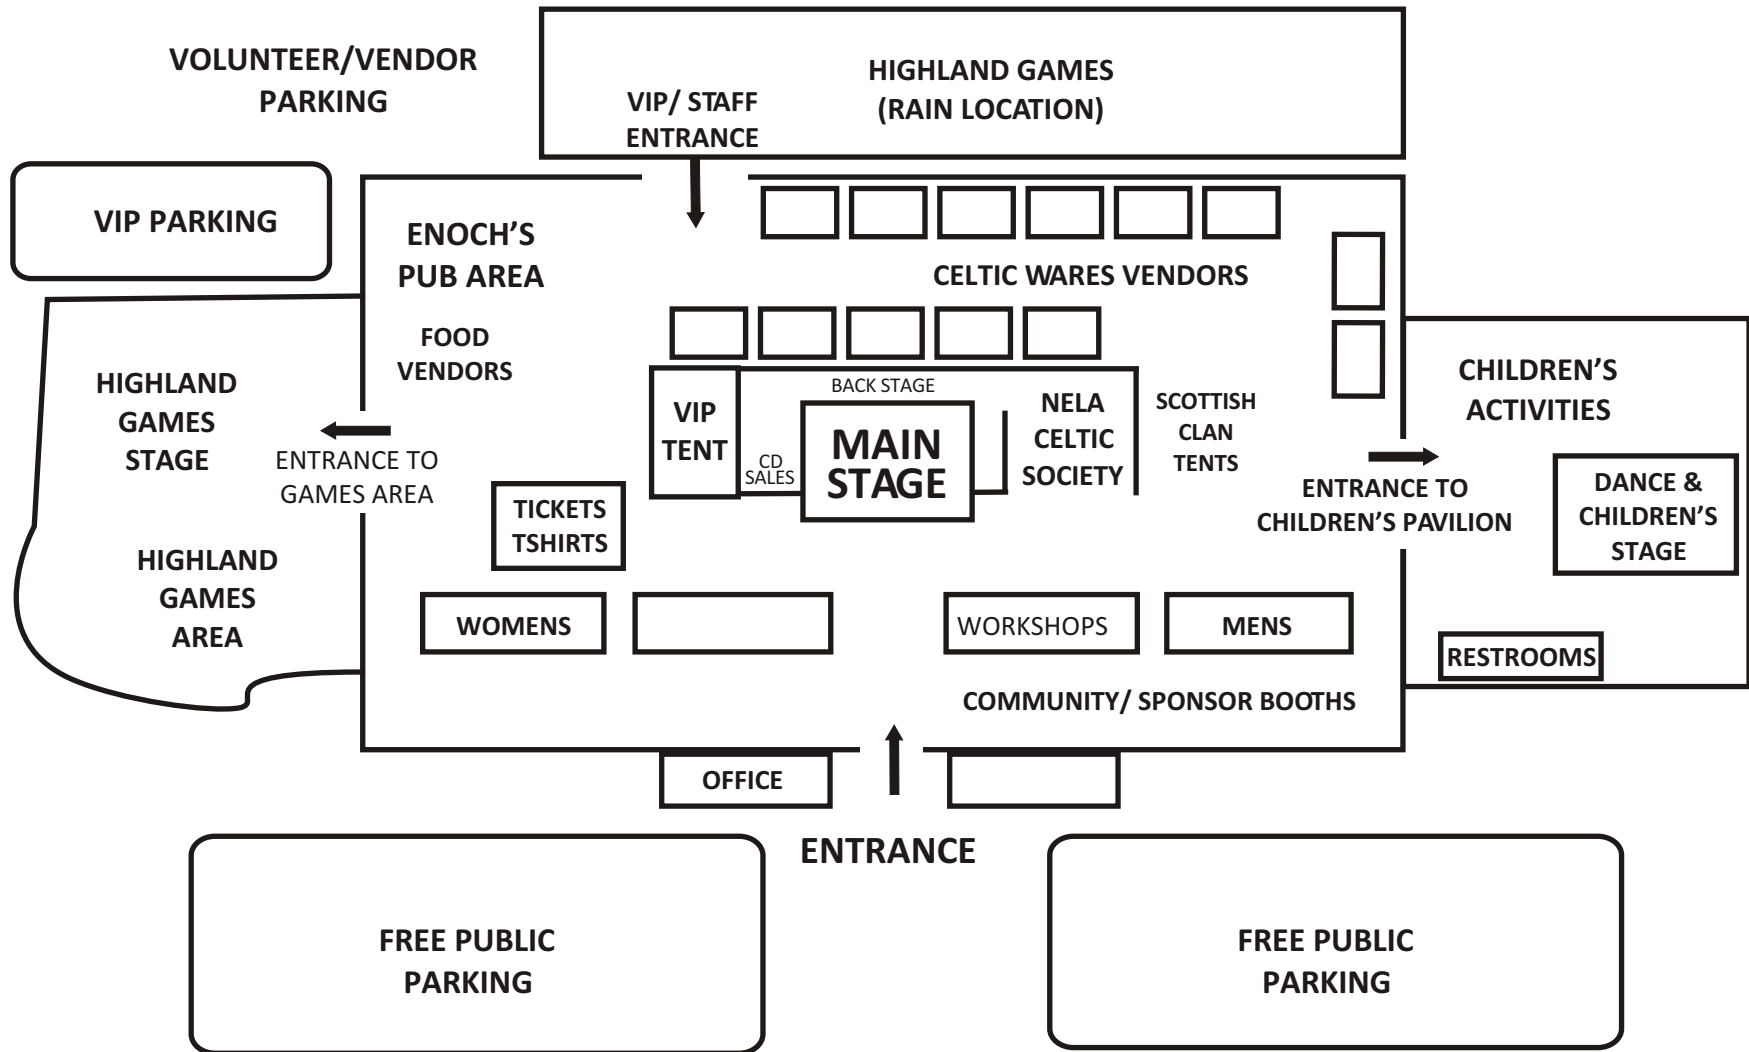 VOLUNTEER/VENDOR
PARKING
HIGHLAND GAMES
(RAIN LOCATION)
VIP/ STAFF
ENTRANCE
VIP PARKING
ENOCH'S
PUB AREA
CELTIC WARES VENDORS
FOOD
VENDORS
HIGHLAND
GAMES
STAGE
ENTRANCE TO
GAMES AREA
VIP
TENT
BACK STAGE
CD
SALES
MAIN
STAGE
NELA
CELTIC
SOCIETY
SCOTTISH
CLAN
TENTS
CHILDREN'S
ACTIVITIES
ENTRANCE TO
CHILDREN'S PAVILION
DANCE &
CHILDREN'S
STAGE
TICKETS
TSHIRTS
HIGHLAND
GAMES
AREA
WOMENS
WORKSHOPS
MENS
RESTROOMS
COMMUNITY/ SPONSOR BOOTHS
OFFICE
ENTRANCE
FREE PUBLIC
PARKING
FREE PUBLIC
PARKING